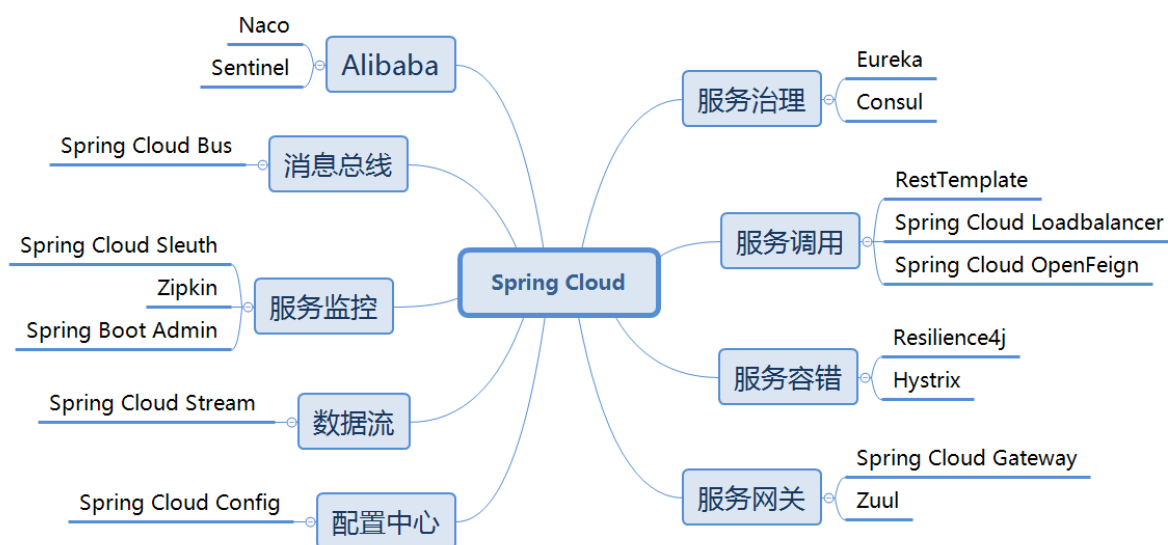 Spring Cloud
Alibaba
Naco
Sentinel
消息总线
Spring Cloud Bus
服务监控
Spring Cloud Sleuth
Zipkin
Spring Boot Admin
数据流
Spring Cloud Stream
配置中心
Spring Cloud Config
服务治理
Eureka
Consul
服务调用
RestTemplate
Spring Cloud Loadbalancer
Spring Cloud OpenFeign
服务容错
Resilience4j
Hystrix
服务网关
Spring Cloud Gateway
Zuul